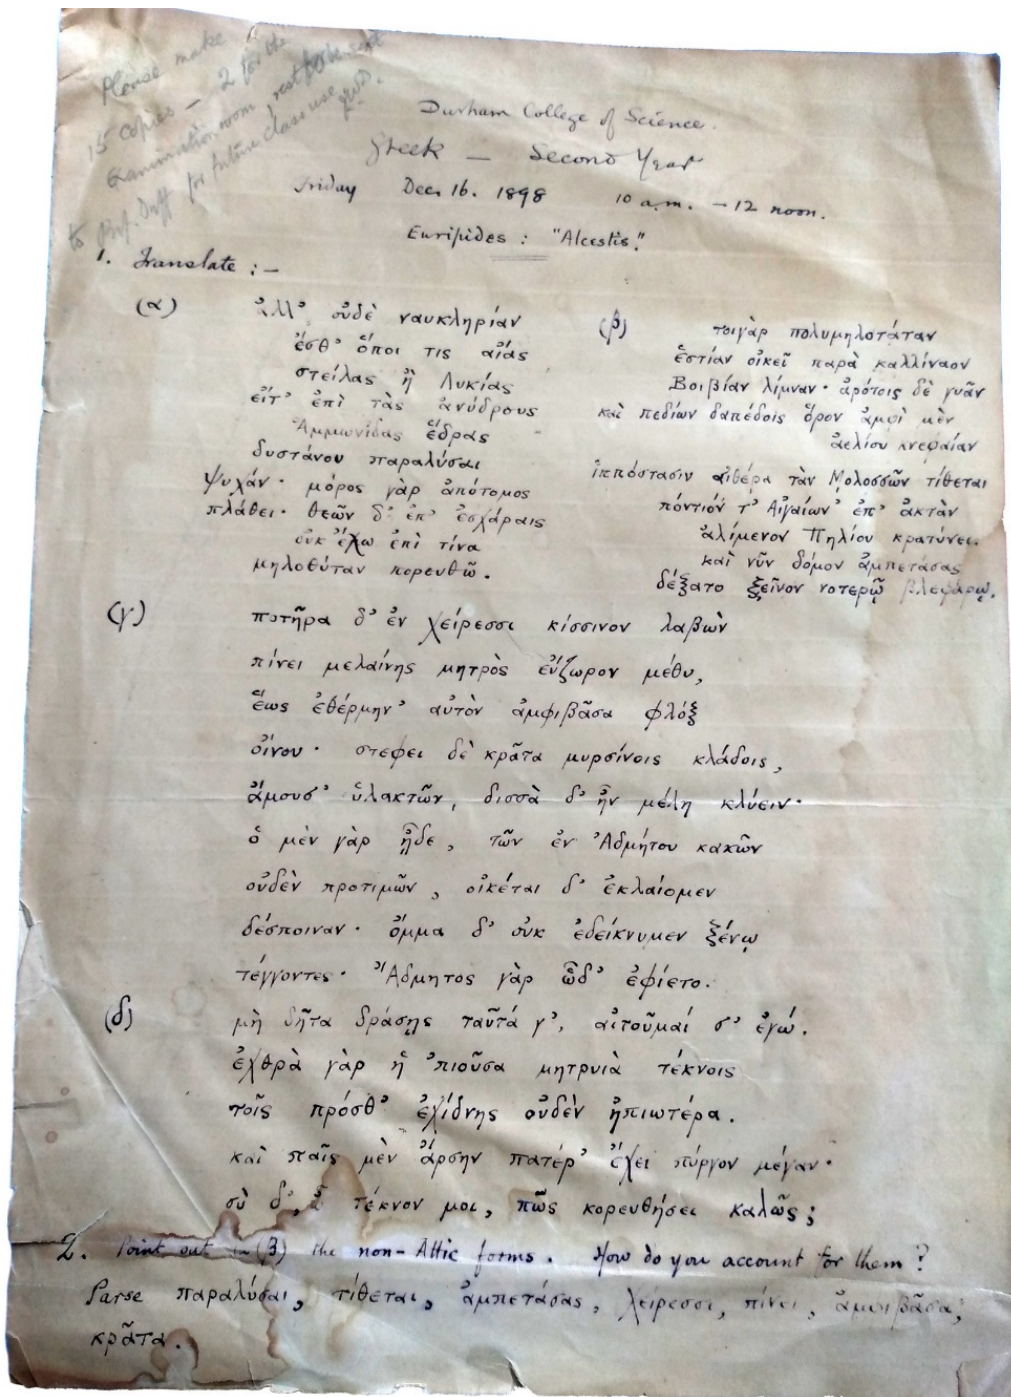 Please make
15 copies — 2 for the
Examination room, rest to be sent
to Prof. Duff for future class use
Durham College of Science.
Greek — Second Year
Friday Dec. 16. 1898 10 a.m. — 12 noon.
Euripides : "Alcestis."
1. Translate :—
(α)
ἀλλ' οὐδὲ ναυκληρίαν
ἔσθ' ὅποι τις αἴας
στείλας ἢ Λυκίας
εἴτ' ἐπὶ τὰς ἀνύδρους
Ἀμμωνίδας ἕδρας
δυστάνου παραλύσαι
ψυχάν· μόρος γὰρ ἀπότομος
πλάθει· θεῶν δ' ἐπ' ἐσχάραις
οὐκ ἔχω ἐπὶ τίνα
μηλοθύταν πορευθῶ.
(β)
τοιγὰρ πολυμηλοτάταν
ἑστίαν οἰκεῖ παρὰ καλλίναον
Βοιβίαν λίμναν· ἀρότοις δὲ γυᾶν
καὶ πεδίων δαπέδοις ὅρον ἀμφὶ μὲν
ἀελίου κνεφαίαν
ἱππόστασιν αἰθέρα τὰν Μολοσσῶν τίθεται
πόντιόν τ' Αἰγαίων' ἐπ' ἀκτὰν
ἀλίμενον Πηλίου κρατύνει.
καὶ νῦν δόμον ἀμπετάσας
δέξατο ξεῖνον νοτερῷ βλεφάρῳ.
(γ) ποτῆρα δ' ἐν χείρεσσι κίσσινον λαβὼν
πίνει μελαίνης μητρὸς εὔζωρον μέθυ,
ἕως ἐθέρμην' αὐτὸν ἀμφιβᾶσα φλὸξ
οἴνου· στέφει δὲ κρᾶτα μυρσίνοις κλάδοις,
ἄμουσ' ὑλακτῶν, δισσὰ δ' ἦν μέλη κλύειν·
ὁ μὲν γὰρ ᾖδε, τῶν ἐν Ἀδμήτου κακῶν
οὐδὲν προτιμῶν, οἰκέται δ' ἐκλαίομεν
δέσποιναν· ὄμμα δ' οὐκ ἐδείκνυμεν ξένῳ
τέγγοντες· Ἄδμητος γὰρ ὧδ' ἐφίετο.
(δ) μὴ δῆτα δράσῃς ταῦτά γ', αἰτοῦμαί σ' ἐγώ.
ἐχθρὰ γὰρ ἡ 'πιοῦσα μητρυιὰ τέκνοις
τοῖς πρόσθ' ἐχίδνης οὐδὲν ἠπιωτέρα.
καὶ παῖς μὲν ἄρσην πατέρ' ἔχει πύργον μέγαν·
σὺ δ', ὦ τέκνον μοι, πῶς κορευθήσει καλῶς;
2. Point out in (β) the non-Attic forms. How do you account for them?
Parse παραλύσαι, τίθεται, ἀμπετάσας, χείρεσσι, πίνει, ἀμφιβᾶσα,
κρᾶτα.